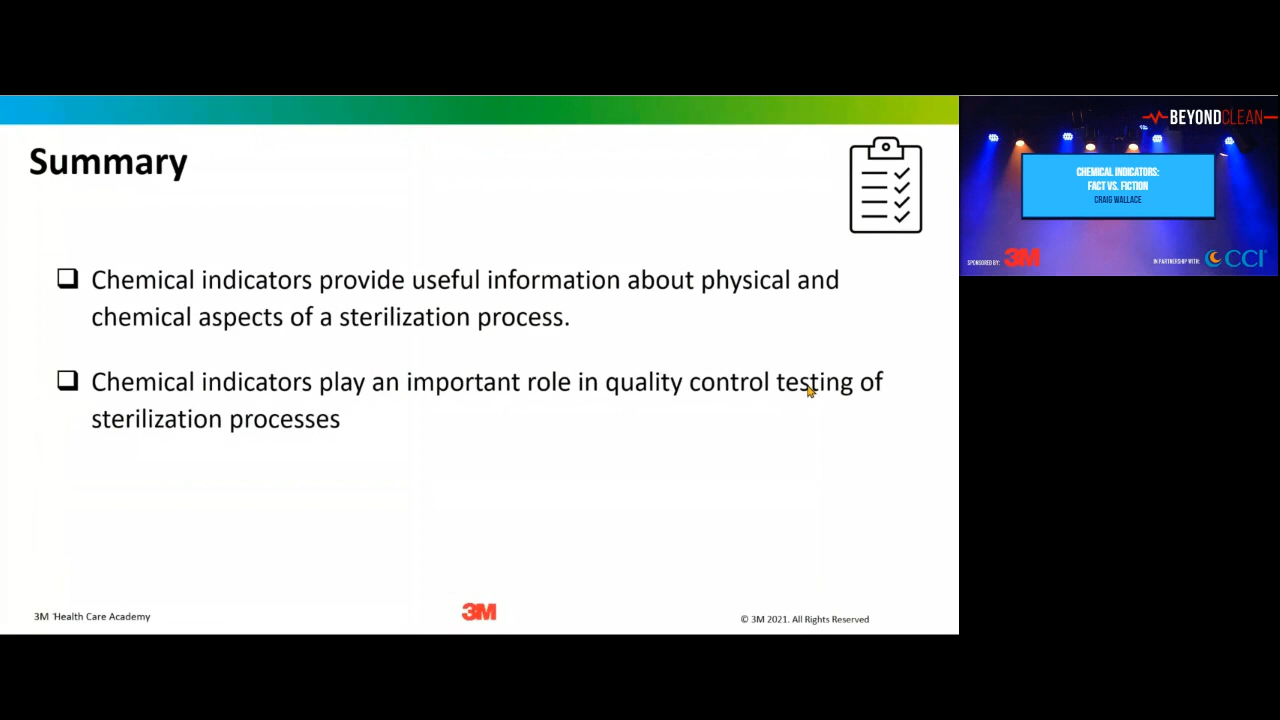 Summary
Chemical indicators provide useful information about physical and
chemical aspects of a sterilization process.
Chemical indicators play an important role in quality control testing of
sterilization processes
3M Health Care Academy
3M
© 3M 2021. All Rights Reserved
BEYONDCLEAN
CHEMICAL INDICATORS:
FACT VS. FICTION
CRAIG WALLACE
SPONSORED BY: 3M
IN PARTNERSHIP WITH: CCI